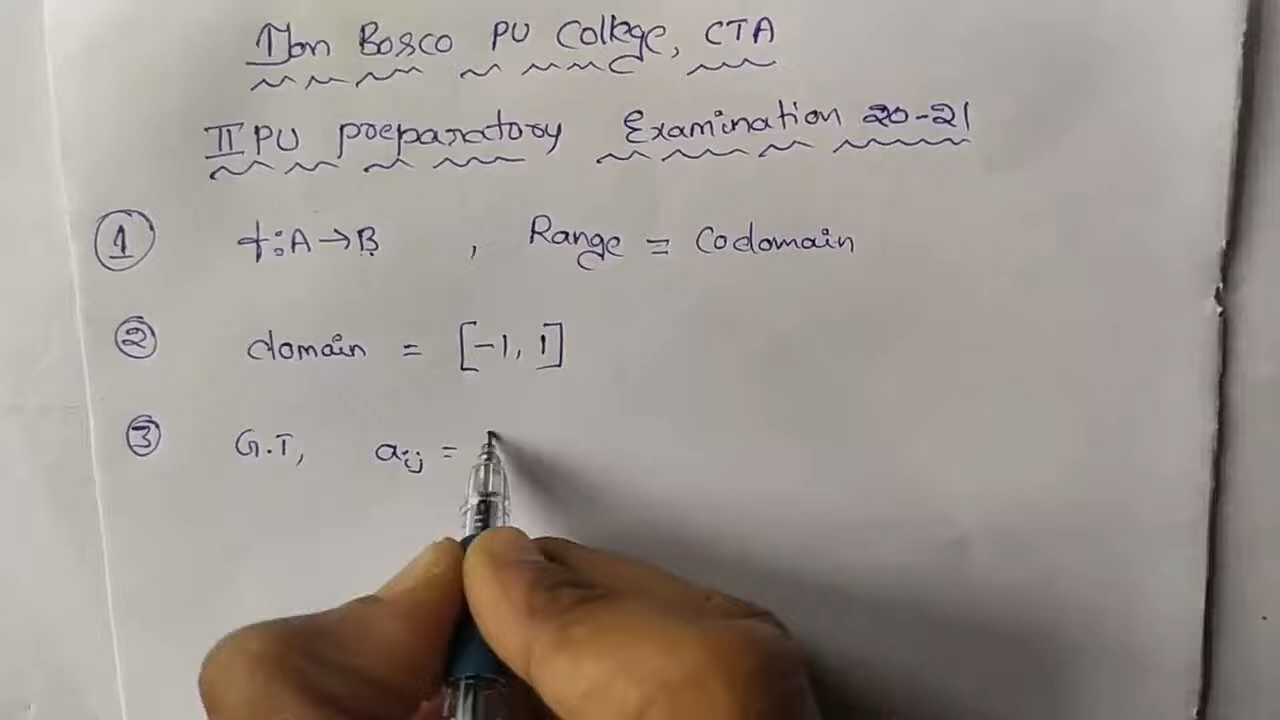 Don Bosco PU College, CTA
II PU preparatory Examination 20-21
1 f:A→B , Range = Codomain
2 domain = [-1, 1]
3 G.T, aij =